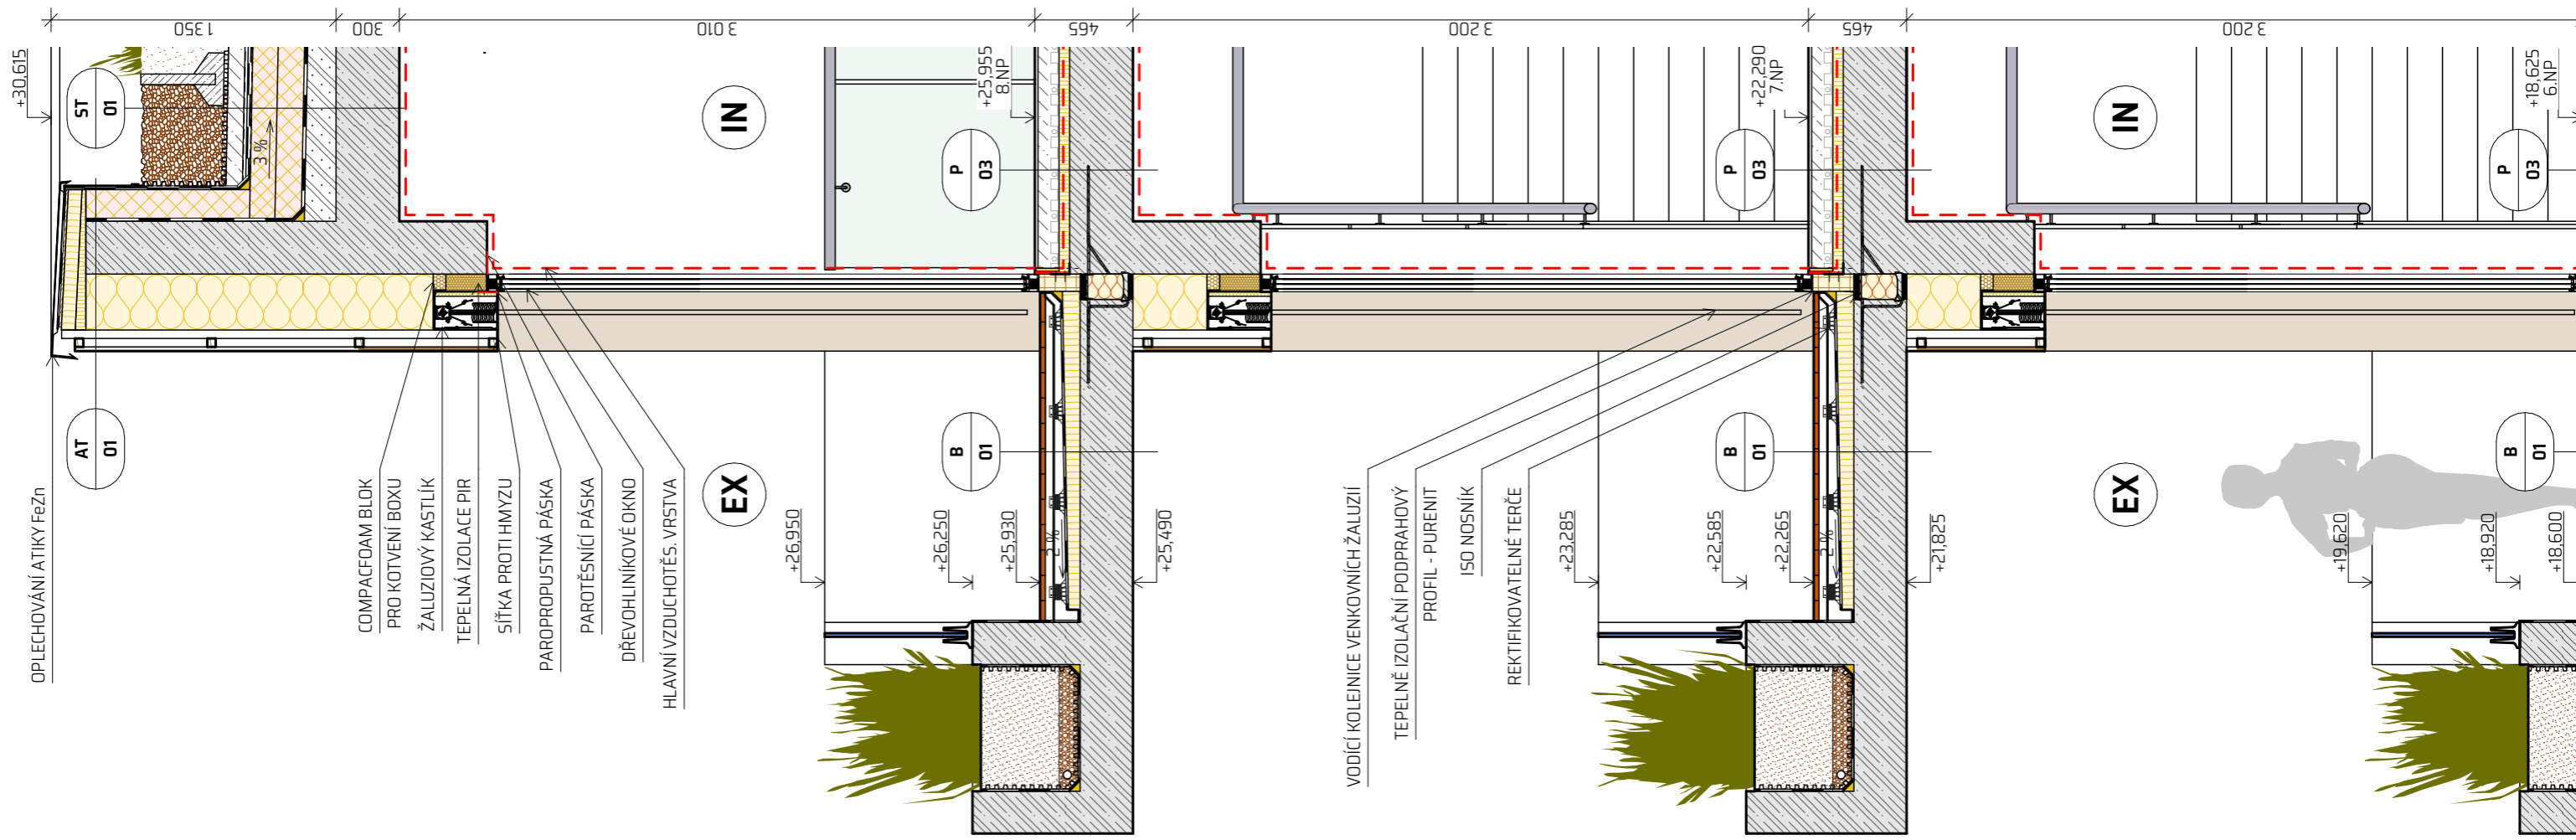 1 350
300
3 010
465
3 200
465
3 200
+30,615
ST
01
3 %
IN
+25,955
8.NP
P
03
+22,290
7.NP
P
03
IN
+18,625
6.NP
P
03
AT
01
OPLECHOVÁNÍ ATIKY FeZn
COMPACFOAM BLOK
PRO KOTVENÍ BOXU
ŽALUZIOVÝ KASTLÍK
TEPELNÁ IZOLACE PIR
SÍŤKA PROTI HMYZU
PAROPROPUSTNÁ PÁSKA
PAROTĚSNÍCÍ PÁSKA
DŘEVOHLINÍKOVÉ OKNO
HLAVNÍ VZDUCHOTĚS. VRSTVA
EX
+26,950
+26,250
+25,930
2 %
+25,490
B
01
VODÍCÍ KOLEJNICE VENKOVNÍCH ŽALUZIÍ
TEPELNĚ IZOLAČNÍ PODPRAHOVÝ
PROFIL - PURENIT
ISO NOSNÍK
REKTIFIKOVATELNÉ TERČE
+23,285
+22,585
+22,265
2 %
+21,825
B
01
EX
+19,620
+18,920
+18,600
B
01